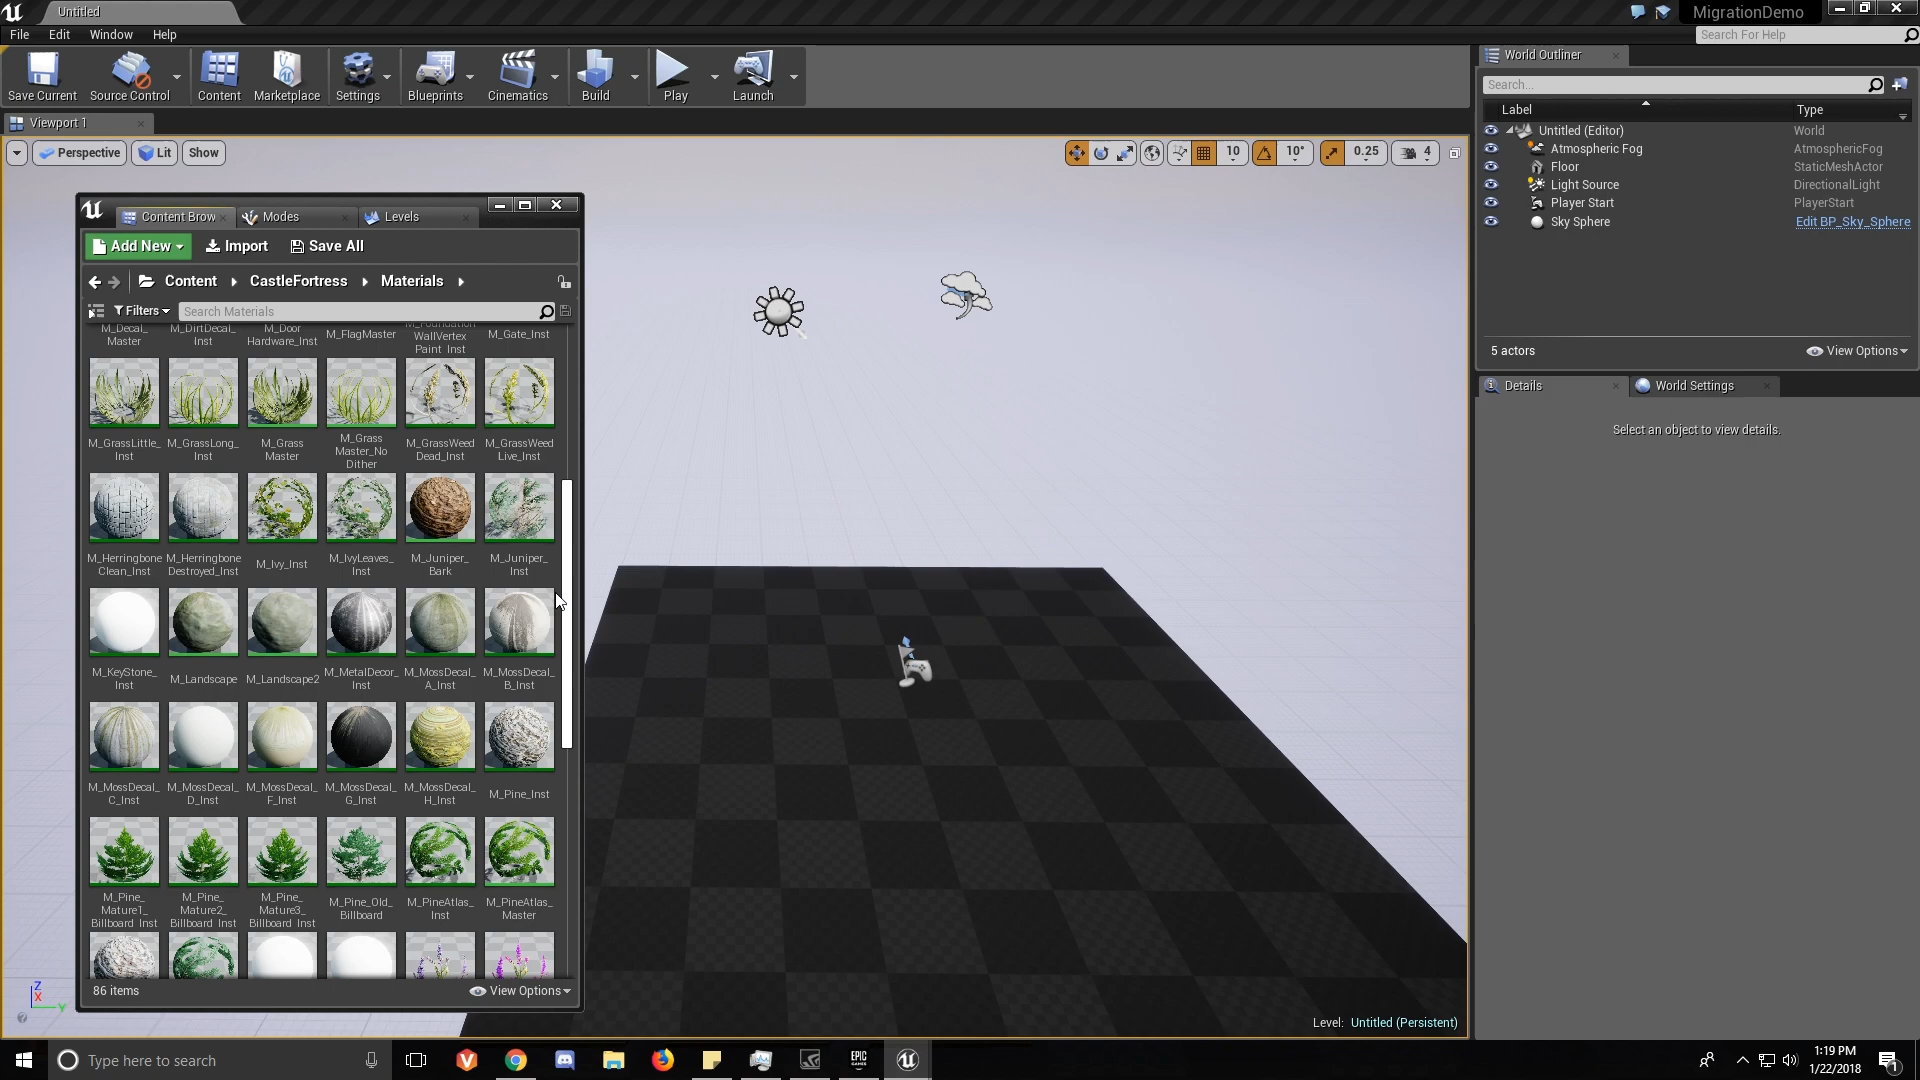 Untitled
MigrationDemo
File Edit Window Help
Search For Help
Save Current
Source Control
Content
Marketplace
Settings
Blueprints
Cinematics
Build
Play
Launch
Viewport 1
Perspective
Lit
Show
10
10°
0.25
4
Content Brow
Modes
Levels
Add New
Import
Save All
Content
CastleFortress
Materials
Filters
Search Materials
M_Decal_
Master
M_DirtDecal_
Inst
M_Door
Hardware_Inst
M_FlagMaster
M_Foundation
WallVertex
Paint_Inst
M_Gate_Inst
M_GrassLittle_
Inst
M_GrassLong_
Inst
M_Grass
Master
M_Grass
Master_No
Dither
M_GrassWeed
Dead_Inst
M_GrassWeed
Live_Inst
M_Herringbone
Clean_Inst
M_Herringbone
Destroyed_Inst
M_Ivy_Inst
M_IvyLeaves_
Inst
M_Juniper_
Bark
M_Juniper_
Inst
M_KeyStone_
Inst
M_Landscape
M_Landscape2
M_MetalDecor_
Inst
M_MossDecal_
A_Inst
M_MossDecal_
B_Inst
M_MossDecal_
C_Inst
M_MossDecal_
D_Inst
M_MossDecal_
F_Inst
M_MossDecal_
G_Inst
M_MossDecal_
H_Inst
M_Pine_Inst
M_Pine_
Mature1_
Billboard_Inst
M_Pine_
Mature2_
Billboard_Inst
M_Pine_
Mature3_
Billboard_Inst
M_Pine_Old_
Billboard
M_PineAtlas_
Inst
M_PineAtlas_
Master
86 items
View Options
Z
X
Y
Level: Untitled (Persistent)
World Outliner
Search...
Label Type
Untitled (Editor) World
Atmospheric Fog AtmosphericFog
Floor StaticMeshActor
Light Source DirectionalLight
Player Start PlayerStart
Sky Sphere Edit BP_Sky_Sphere
5 actors
View Options
Details
World Settings
Select an object to view details.
Type here to search
EPIC
GAMES
1:19 PM
1/22/2018
1